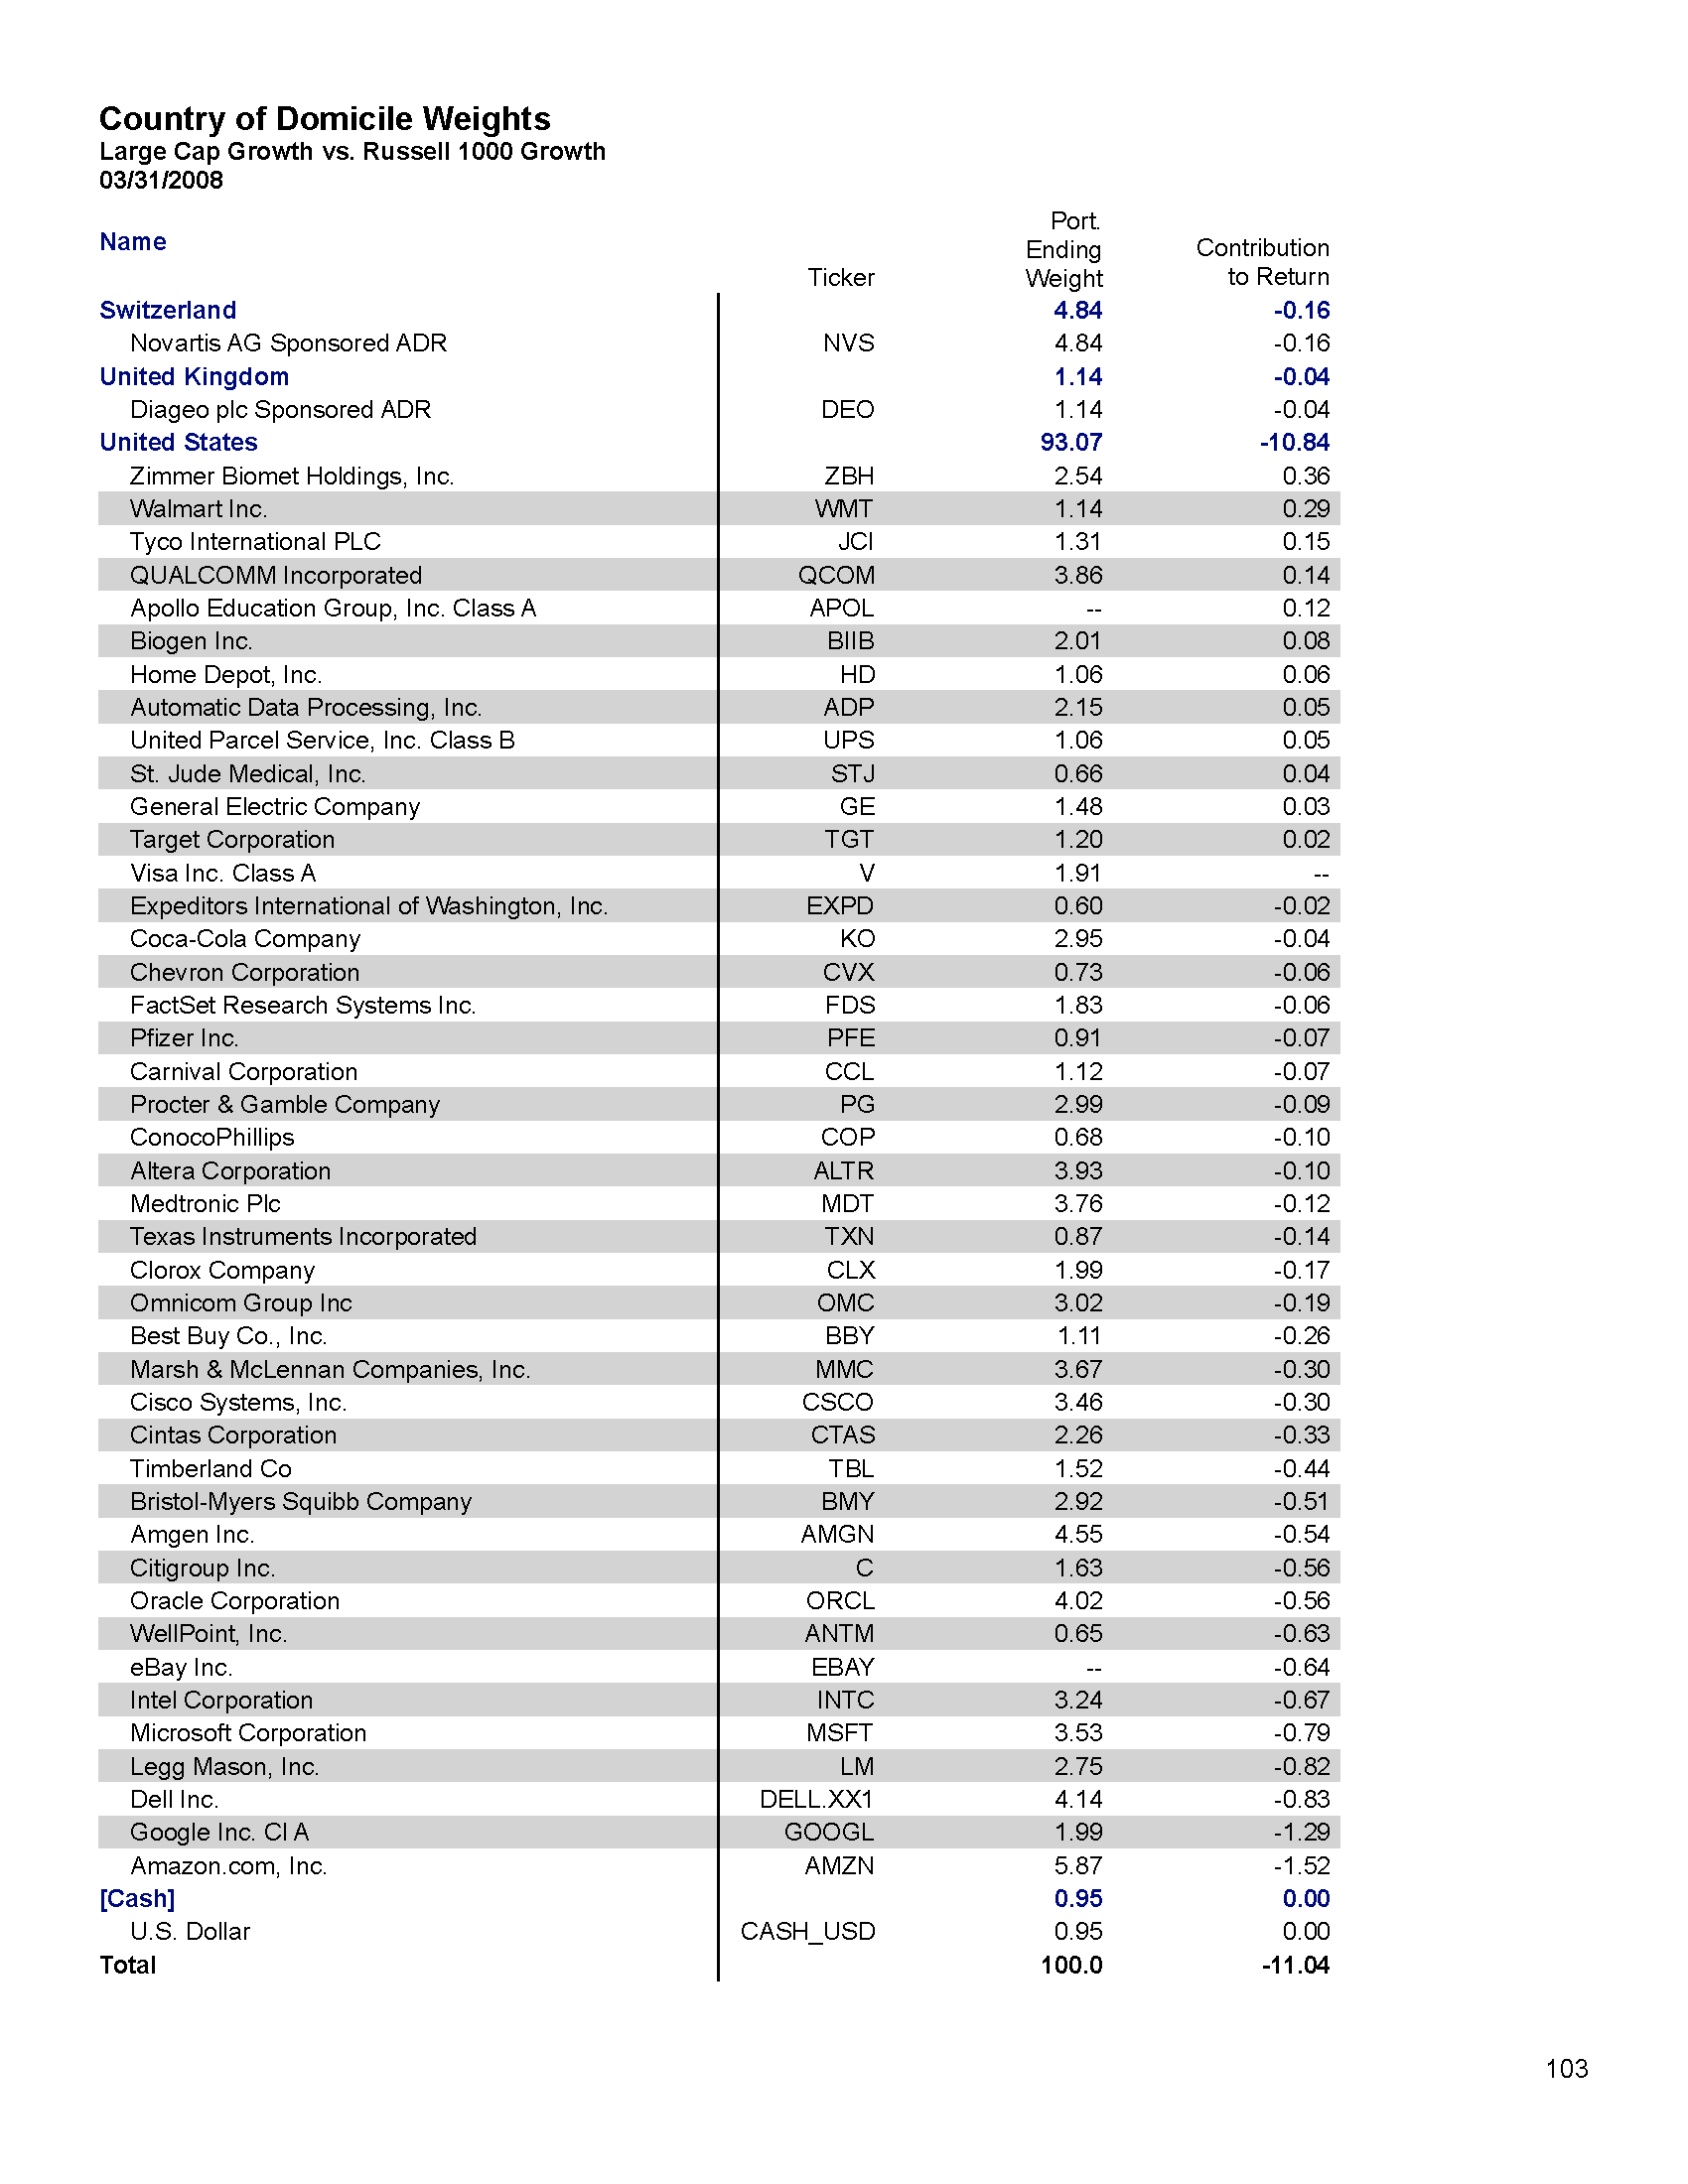 Country of Domicile Weights
Large Cap Growth vs. Russell 1000 Growth
03/31/2008
Name Ticker Port. Ending Weight Contribution to Return
Switzerland 4.84 -0.16
Novartis AG Sponsored ADR NVS 4.84 -0.16
United Kingdom 1.14 -0.04
Diageo plc Sponsored ADR DEO 1.14 -0.04
United States 93.07 -10.84
Zimmer Biomet Holdings, Inc. ZBH 2.54 0.36
Walmart Inc. WMT 1.14 0.29
Tyco International PLC JCI 1.31 0.15
QUALCOMM Incorporated QCOM 3.86 0.14
Apollo Education Group, Inc. Class A APOL -- 0.12
Biogen Inc. BIIB 2.01 0.08
Home Depot, Inc. HD 1.06 0.06
Automatic Data Processing, Inc. ADP 2.15 0.05
United Parcel Service, Inc. Class B UPS 1.06 0.05
St. Jude Medical, Inc. STJ 0.66 0.04
General Electric Company GE 1.48 0.03
Target Corporation TGT 1.20 0.02
Visa Inc. Class A V 1.91 --
Expeditors International of Washington, Inc. EXPD 0.60 -0.02
Coca-Cola Company KO 2.95 -0.04
Chevron Corporation CVX 0.73 -0.06
FactSet Research Systems Inc. FDS 1.83 -0.06
Pfizer Inc. PFE 0.91 -0.07
Carnival Corporation CCL 1.12 -0.07
Procter & Gamble Company PG 2.99 -0.09
ConocoPhillips COP 0.68 -0.10
Altera Corporation ALTR 3.93 -0.10
Medtronic Plc MDT 3.76 -0.12
Texas Instruments Incorporated TXN 0.87 -0.14
Clorox Company CLX 1.99 -0.17
Omnicom Group Inc OMC 3.02 -0.19
Best Buy Co., Inc. BBY 1.11 -0.26
Marsh & McLennan Companies, Inc. MMC 3.67 -0.30
Cisco Systems, Inc. CSCO 3.46 -0.30
Cintas Corporation CTAS 2.26 -0.33
Timberland Co TBL 1.52 -0.44
Bristol-Myers Squibb Company BMY 2.92 -0.51
Amgen Inc. AMGN 4.55 -0.54
Citigroup Inc. C 1.63 -0.56
Oracle Corporation ORCL 4.02 -0.56
WellPoint, Inc. ANTM 0.65 -0.63
eBay Inc. EBAY -- -0.64
Intel Corporation INTC 3.24 -0.67
Microsoft Corporation MSFT 3.53 -0.79
Legg Mason, Inc. LM 2.75 -0.82
Dell Inc. DELL.XX1 4.14 -0.83
Google Inc. Cl A GOOGL 1.99 -1.29
Amazon.com, Inc. AMZN 5.87 -1.52
[Cash] 0.95 0.00
U.S. Dollar CASH_USD 0.95 0.00
Total 100.0 -11.04
103